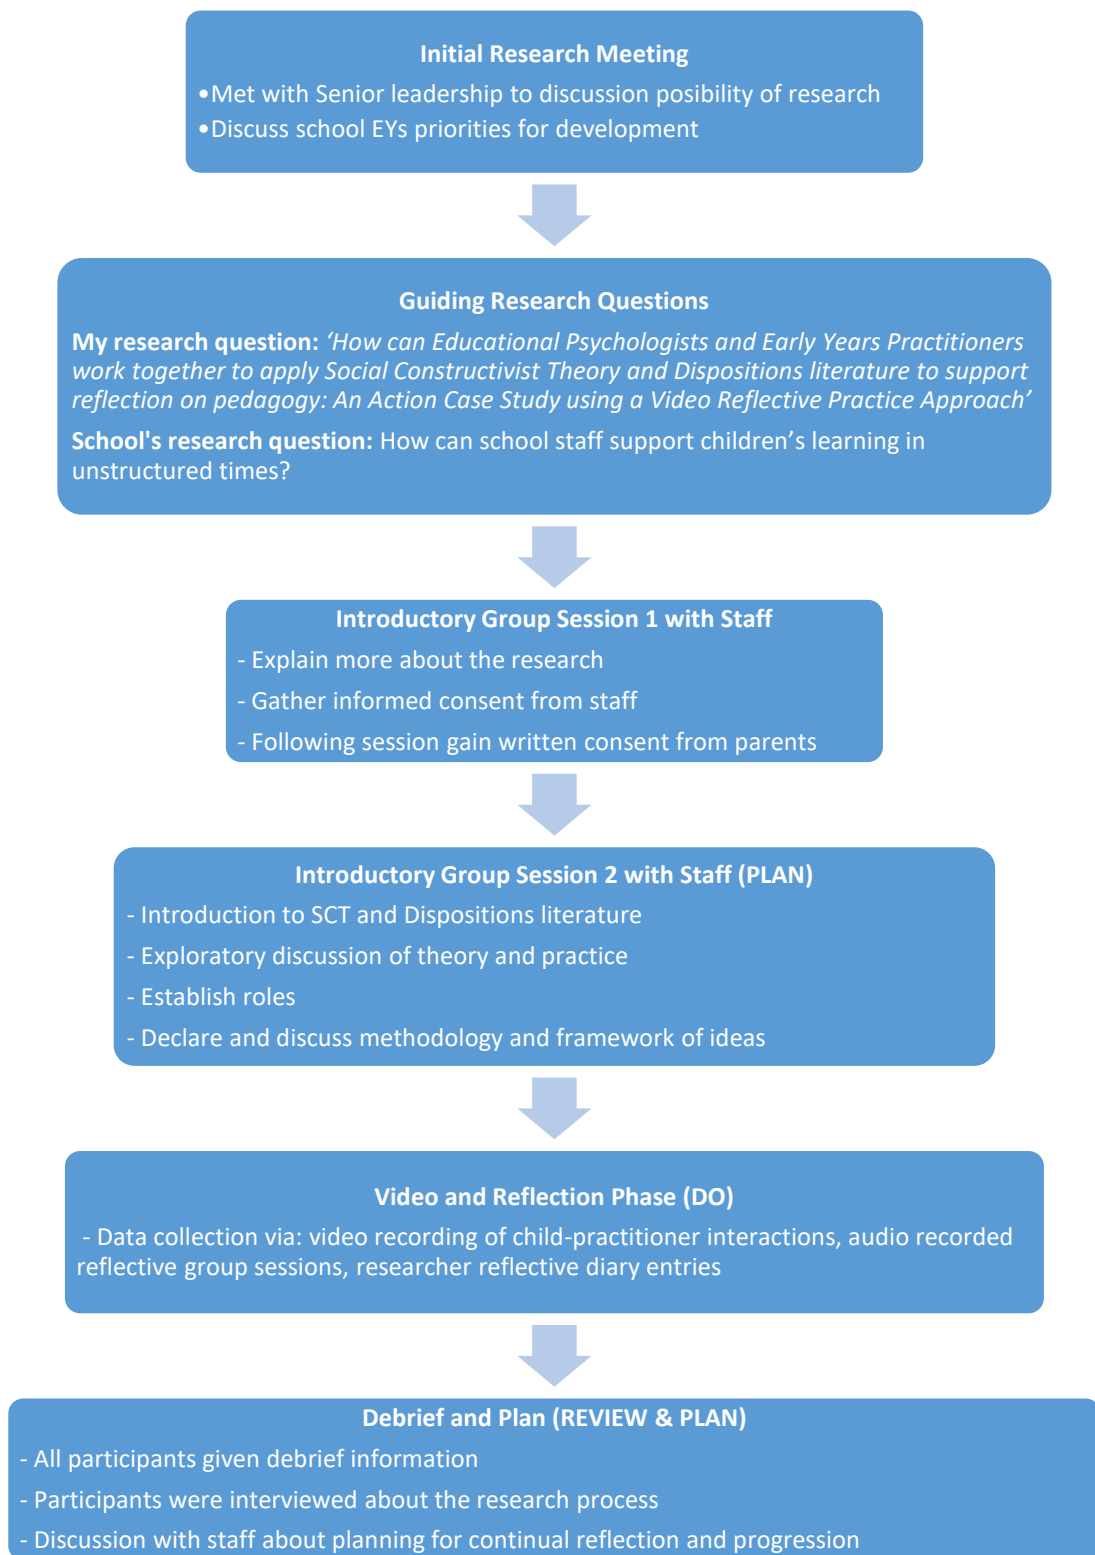 Initial Research Meeting
•Met with Senior leadership to discussion posibility of research
•Discuss school EYs priorities for development
Guiding Research Questions
My research question: ‘How can Educational Psychologists and Early Years Practitioners
work together to apply Social Constructivist Theory and Dispositions literature to support
reflection on pedagogy: An Action Case Study using a Video Reflective Practice Approach’
School's research question: How can school staff support children’s learning in
unstructured times?
Introductory Group Session 1 with Staff
- Explain more about the research
- Gather informed consent from staff
- Following session gain written consent from parents
Introductory Group Session 2 with Staff (PLAN)
- Introduction to SCT and Dispositions literature
- Exploratory discussion of theory and practice
- Establish roles
- Declare and discuss methodology and framework of ideas
Video and Reflection Phase (DO)
- Data collection via: video recording of child-practitioner interactions, audio recorded
reflective group sessions, researcher reflective diary entries
Debrief and Plan (REVIEW & PLAN)
- All participants given debrief information
- Participants were interviewed about the research process
- Discussion with staff about planning for continual reflection and progression